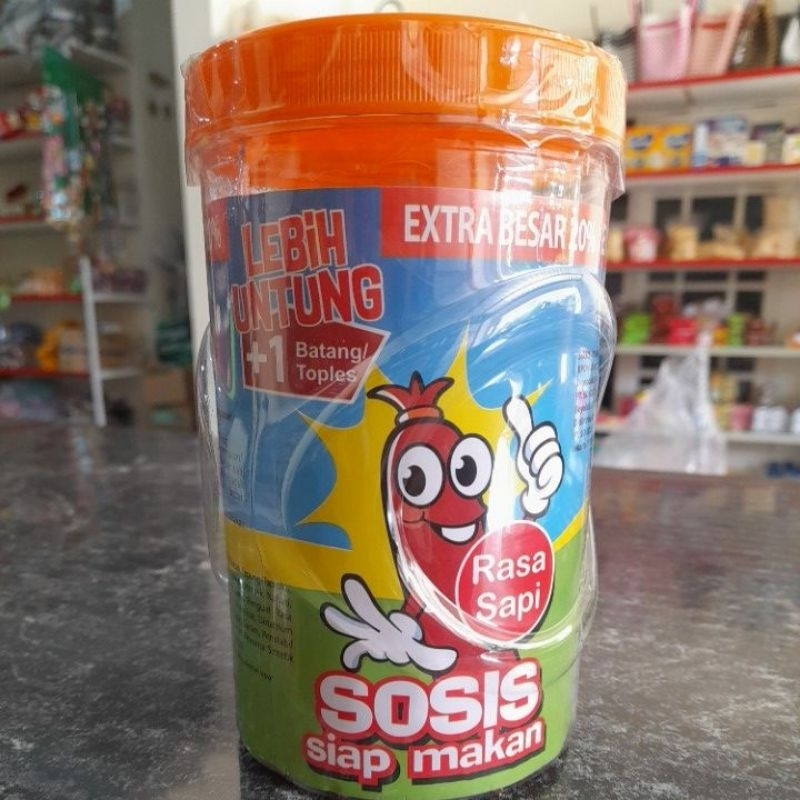 EXTRA BESAR 20%
LEBIH
UNTUNG
+1 Batang/
Toples
Rasa
Sapi
SOSIS
siap makan